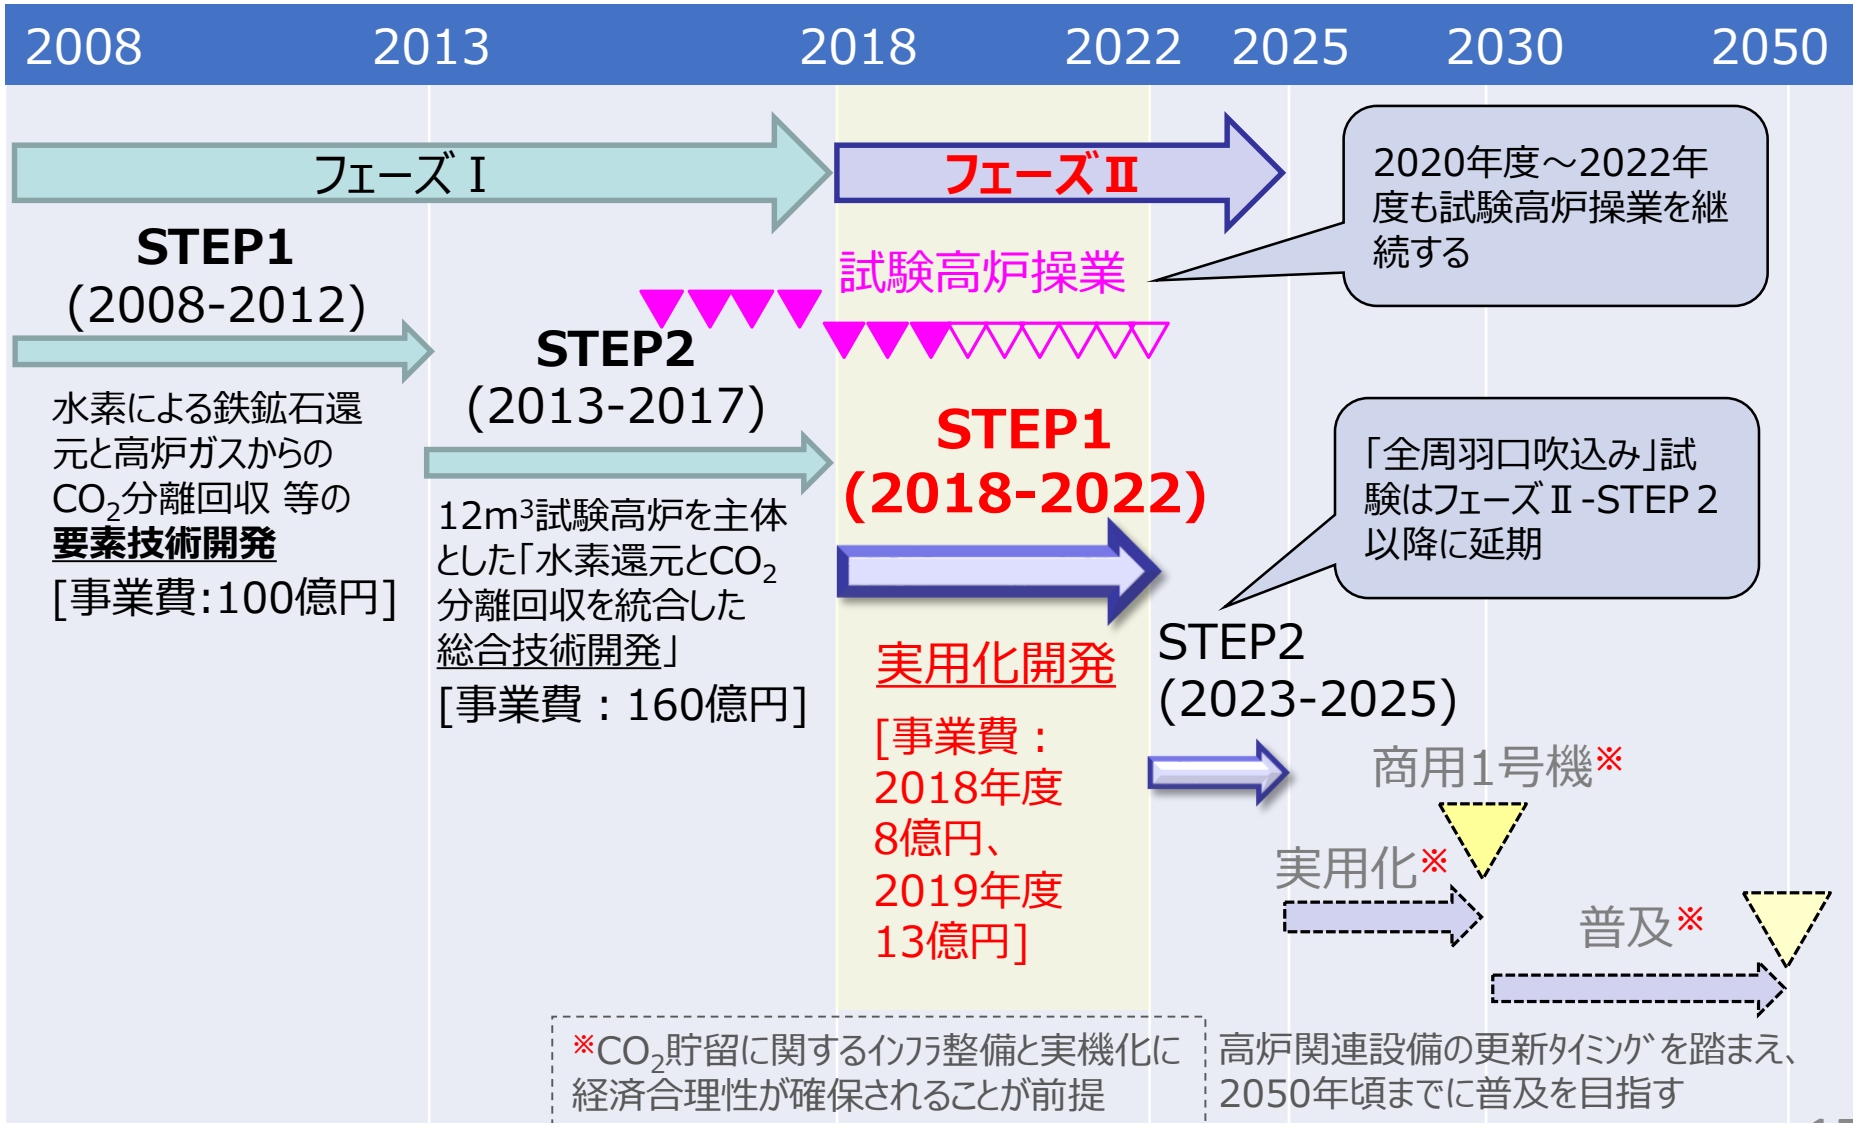 2008 2013 2018 2022 2025 2030 2050
フェーズⅠ
フェーズⅡ
2020年度～2022年
度も試験高炉操業を継
続する
STEP1
(2008-2012)
試験高炉操業
STEP2
(2013-2017)
水素による鉄鉱石還
元と高炉ガスからの
CO₂分離回収 等の
要素技術開発
[事業費:100億円]
12m³試験高炉を主体
とした「水素還元とCO₂
分離回収を統合した
総合技術開発」
[事業費：160億円]
STEP1
(2018-2022)
実用化開発
[事業費：
2018年度
8億円、
2019年度
13億円]
「全周羽口吹込み」試
験はフェーズⅡ-STEP２
以降に延期
STEP2
(2023-2025)
商用1号機※
実用化※
普及※
※CO₂貯留に関するｲﾝﾌﾗ整備と実機化に
経済合理性が確保されることが前提
高炉関連設備の更新ﾀｲﾐﾝｸﾞを踏まえ、
2050年頃までに普及を目指す